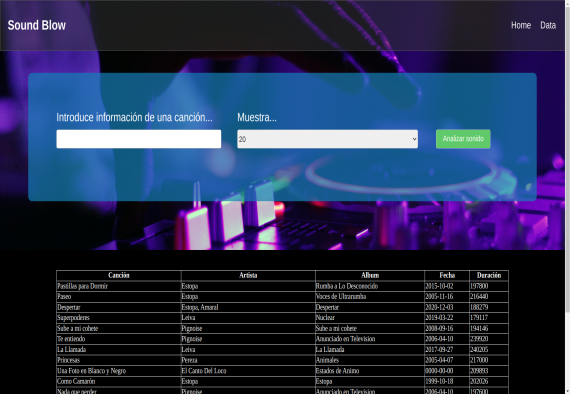 Sound Blow
Home Data
Introduce información de una canción... Muestra...
20 Analizar sonido
Canción Artista Album Fecha Duración
Pastillas para Dormir Estopa Rumba a Lo Desconocido 2015-10-02 197800
Paseo Estopa Voces de Ultrarumba 2005-11-16 216440
Despertar Estopa, Amaral Despertar 2020-12-03 188279
Superpoderes Leiva Nuclear 2019-03-22 179117
Sube a mi cohete Pignoise Sube a mi cohete 2008-09-16 194146
Te entiendo Pignoise Anunciado en Television 2006-04-10 239920
La Llamada Leiva La Llamada 2017-09-27 240205
Princesas Pereza Animales 2005-04-07 217000
Una Foto en Blanco y Negro El Canto Del Loco Estados de Animo 0000-00-00 209893
Como Camarón Estopa Estopa 1999-10-18 202026
Nada que perder Pignoise Anunciado en Television 2006-04-10 197600